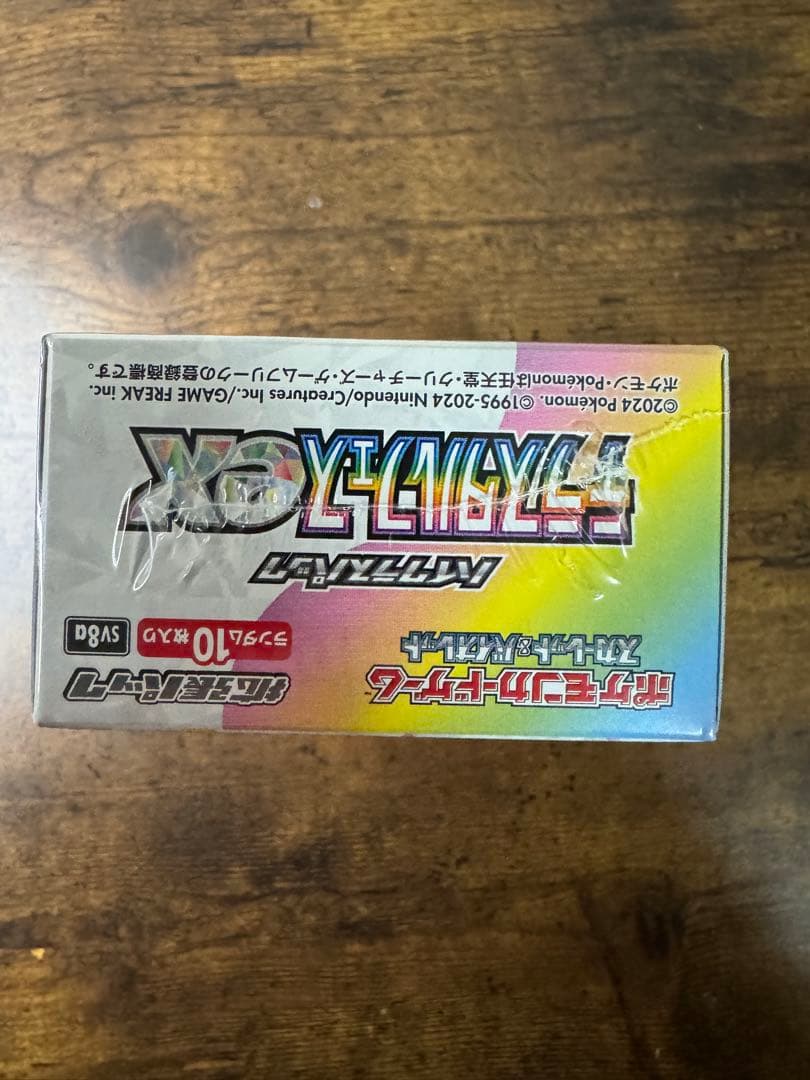 ポケモンカードゲーム
スカーレット&バイオレット
拡張パック
ランダム10枚入り
SV8a
ハイクラスパック
テラスタルフェスex
©2024 Pokémon. ©1995-2024 Nintendo/Creatures Inc./GAME FREAK inc.
ポケモン・Pokémonは任天堂・クリーチャーズ・ゲームフリークの登録商標です。